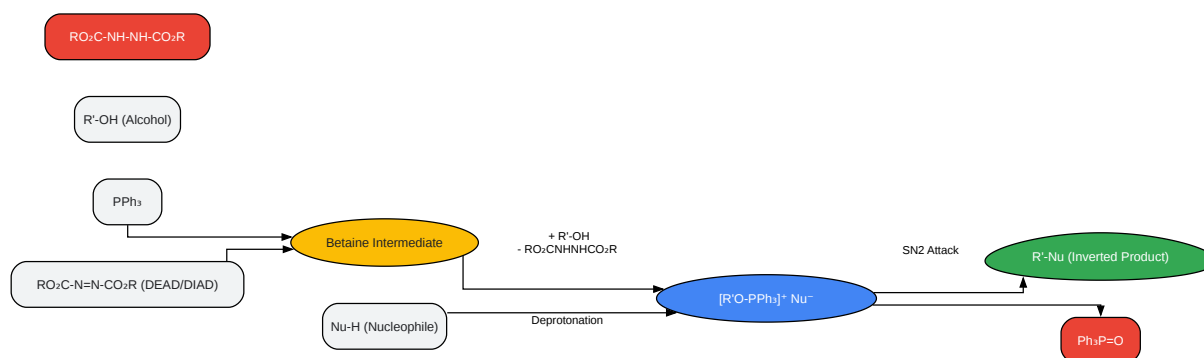 RO₂C-NH-NH-CO₂R
R'-OH (Alcohol)
PPh₃
Betaine Intermediate
+ R'-OH
- RO₂CNHNHCO₂R
SN2 Attack
R'-Nu (Inverted Product)
RO₂C-N=N-CO₂R (DEAD/DIAD)
[R'O-PPh₃]⁺ Nu⁻
Nu-H (Nucleophile)
Deprotonation
Ph₃P=O